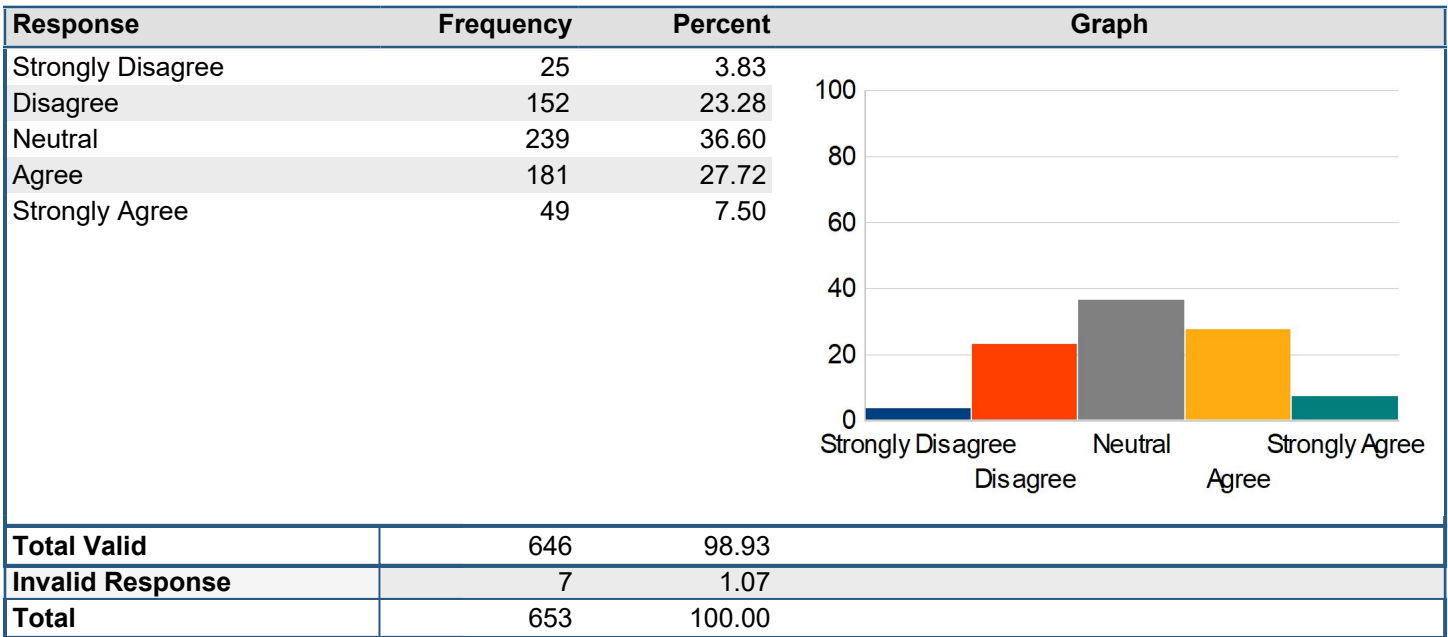 Response Frequency Percent Graph
Strongly Disagree 25 3.83
Disagree 152 23.28
Neutral 239 36.60
Agree 181 27.72
Strongly Agree 49 7.50
100
80
60
40
20
0
Strongly Disagree Neutral Strongly Agree
Disagree Agree
Total Valid 646 98.93
Invalid Response 7 1.07
Total 653 100.00